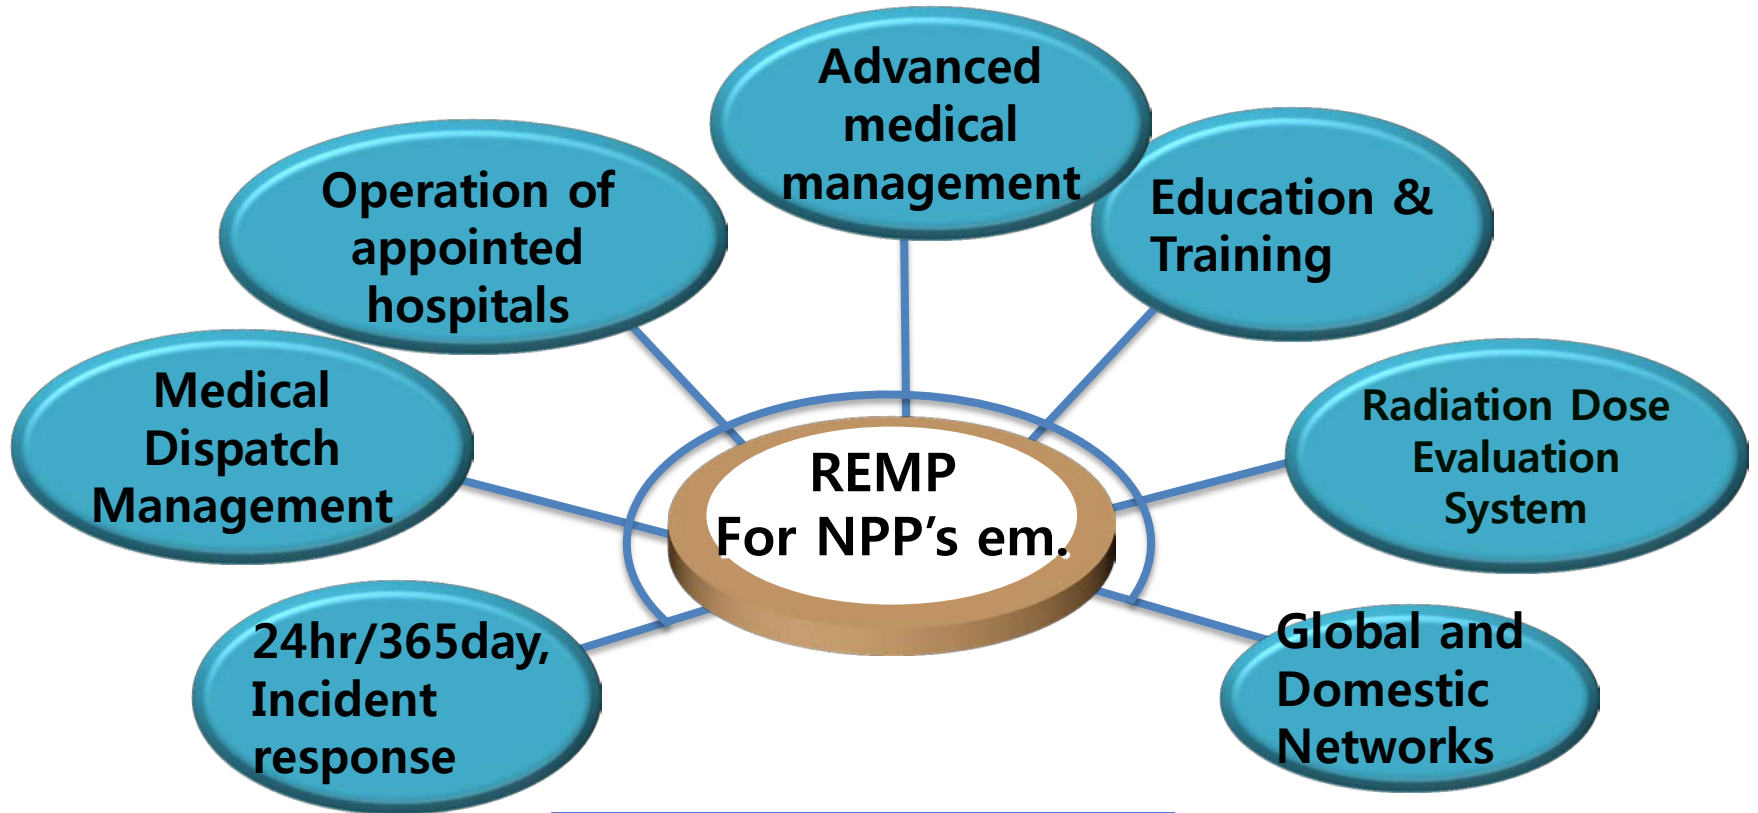 Advanced
medical
management
Operation of
appointed
hospitals
Education &
Training
Medical
Dispatch
Management
Radiation Dose
Evaluation
System
REMP
For NPP’s em.
24hr/365day,
Incident
response
Global and
Domestic
Networks